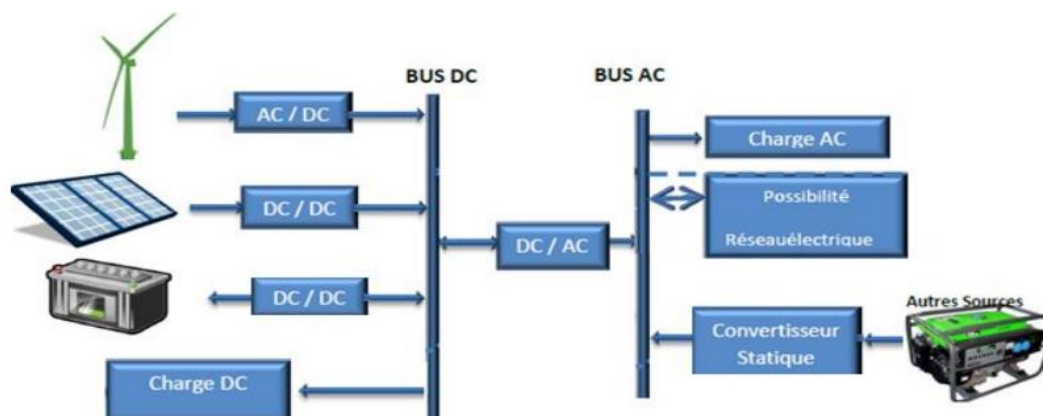 BUS DC
BUS AC
AC / DC
Charge AC
DC / DC
Possibilité
Réseauélectrique
DC / AC
DC / DC
Autres Sources
Convertisseur
Statique
Charge DC